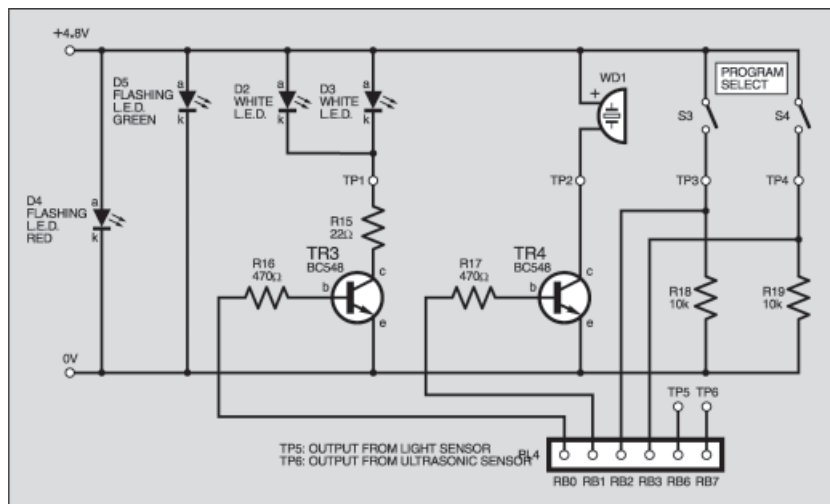 +4.8V
D5
FLASHING
L.E.D.
GREEN
a
k
D2
WHITE
L.E.D.
a
k
D3
WHITE
L.E.D.
a
k
WD1
+
PROGRAM
SELECT
S3
S4
TP1
TP2
TP3
TP4
D4
FLASHING
L.E.D.
RED
a
k
R15
22Ω
TR3
BC548
R16
470Ω
b
c
e
TR4
BC548
R17
470Ω
b
c
e
R18
10k
R19
10k
0V
TP5
TP6
TP5: OUTPUT FROM LIGHT SENSOR
TP6: OUTPUT FROM ULTRASONIC SENSOR
PL4
RB0 RB1 RB2 RB3 RB6 RB7